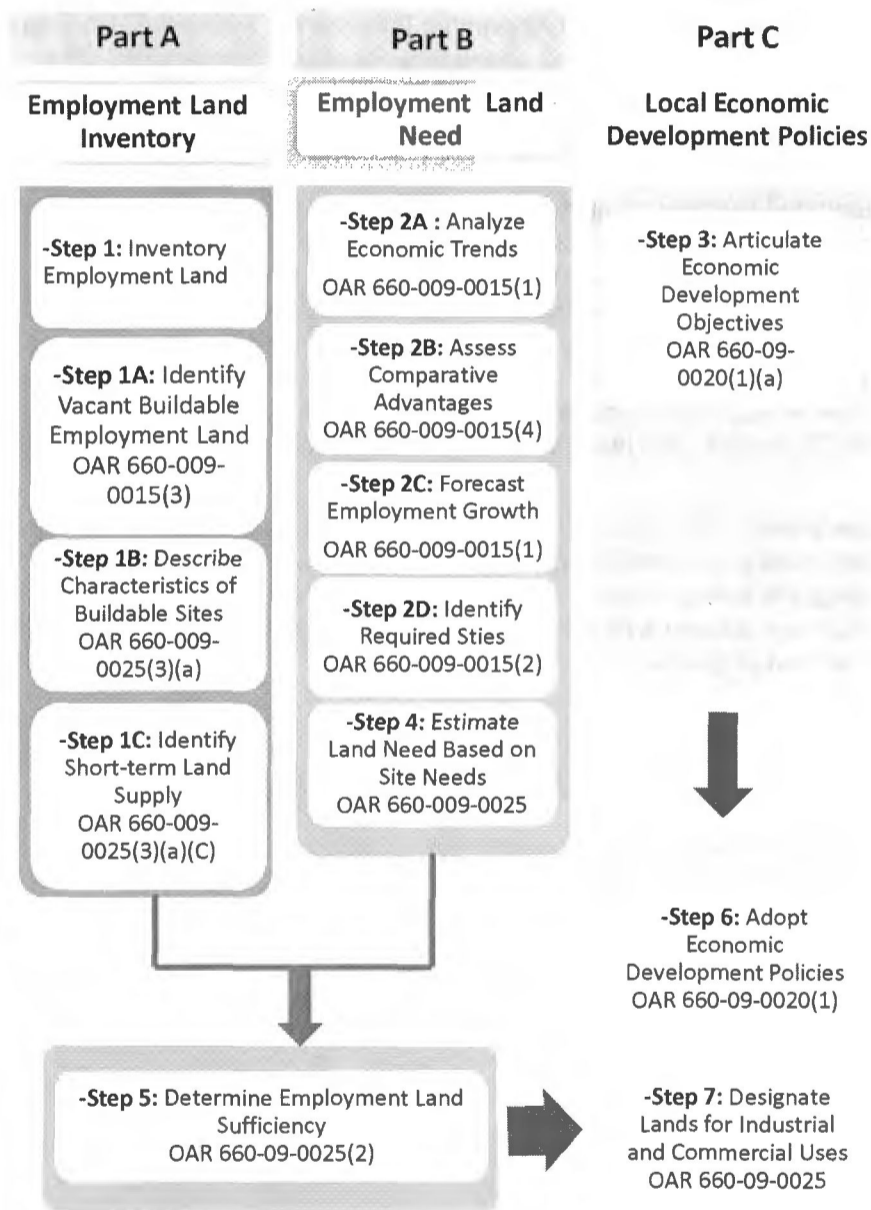 Part A
Employment Land
Inventory
-Step 1: Inventory
Employment Land
-Step 1A: Identify
Vacant Buildable
Employment Land
OAR 660-009-
0015(3)
-Step 1B: Describe
Characteristics of
Buildable Sites
OAR 660-009-
0025(3)(a)
-Step 1C: Identify
Short-term Land
Supply
OAR 660-009-
0025(3)(a)(C)
Part B
Employment Land
Need
-Step 2A : Analyze
Economic Trends
OAR 660-009-0015(1)
-Step 2B: Assess
Comparative
Advantages
OAR 660-009-0015(4)
-Step 2C: Forecast
Employment Growth
OAR 660-009-0015(1)
-Step 2D: Identify
Required Sties
OAR 660-009-0015(2)
-Step 4: Estimate
Land Need Based on
Site Needs
OAR 660-009-0025
Part C
Local Economic
Development Policies
-Step 3: Articulate
Economic
Development
Objectives
OAR 660-09-
0020(1)(a)
-Step 6: Adopt
Economic
Development Policies
OAR 660-09-0020(1)
-Step 5: Determine Employment Land
Sufficiency
OAR 660-09-0025(2)
-Step 7: Designate
Lands for Industrial
and Commercial Uses
OAR 660-09-0025